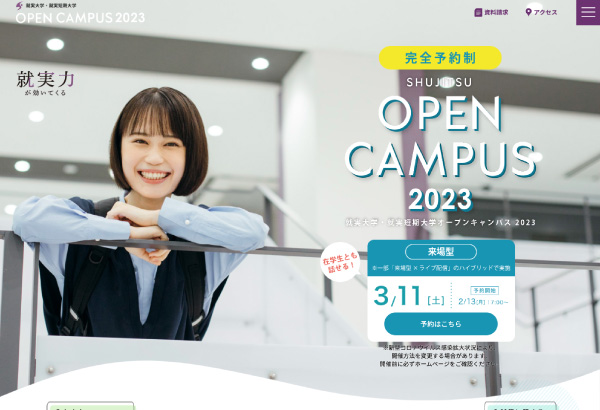 就実大学・就実短期大学
OPEN CAMPUS 2023
資料請求
アクセス
就実力
が効いてくる
完全予約制
SHUJITSU
OPEN
CAMPUS
2023
就実大学・就実短期大学オープンキャンパス 2023
在学生とも
話せる！
来場型
※一部「来場型 × ライブ配信」のハイブリッドで実施
3/11 [土]
予約開始
2/13(月) 17:00〜
予約はこちら
※新型コロナウイルス感染拡大状況により、
開催方法を変更する場合があります。
開催前に必ずホームページをご確認ください。